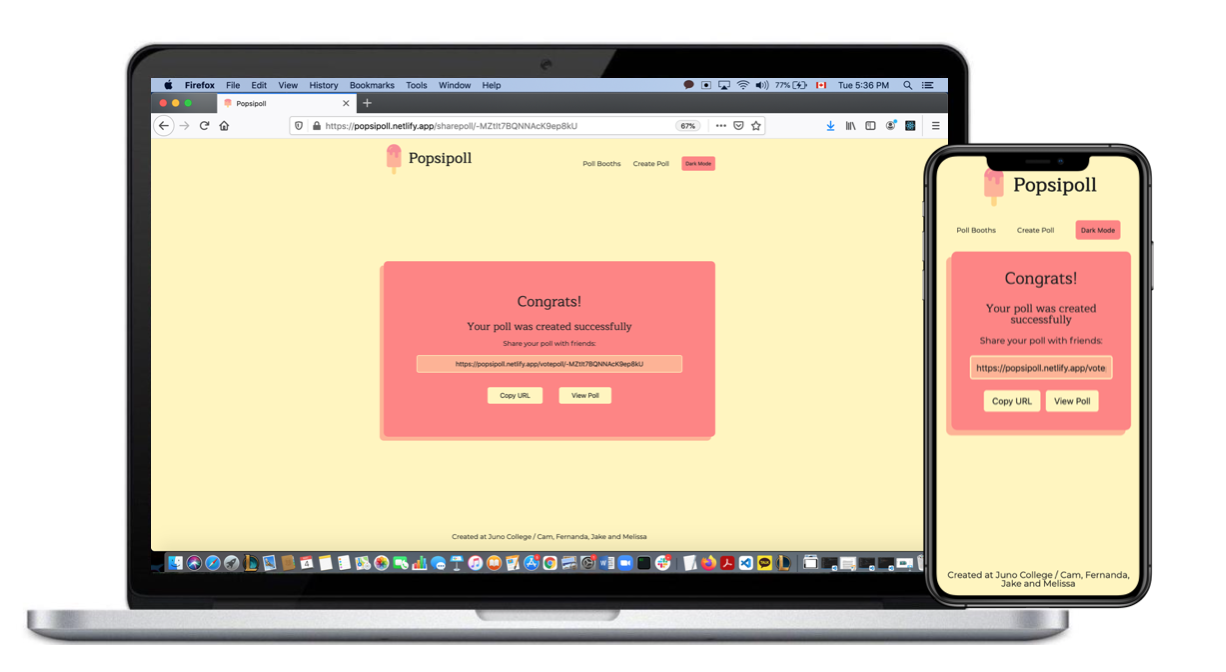 Firefox File Edit View History Bookmarks Tools Window Help 77% Tue 5:36 PM
Popsipoll
https://popsipoll.netlify.app/sharepoll/-MZtIt7BQNNAcK9ep8kU 67%
Popsipoll
Poll Booths Create Poll Dark Mode
Congrats!
Your poll was created successfully
Share your poll with friends:
https://popsipoll.netlify.app/votepoll/-MZtIt7BQNNAcK9ep8kU
Copy URL View Poll
Created at Juno College / Cam, Fernanda, Jake and Melissa
Popsipoll
Poll Booths Create Poll Dark Mode
Congrats!
Your poll was created
successfully
Share your poll with friends:
https://popsipoll.netlify.app/vote
Copy URL View Poll
Created at Juno College / Cam, Fernanda,
Jake and Melissa